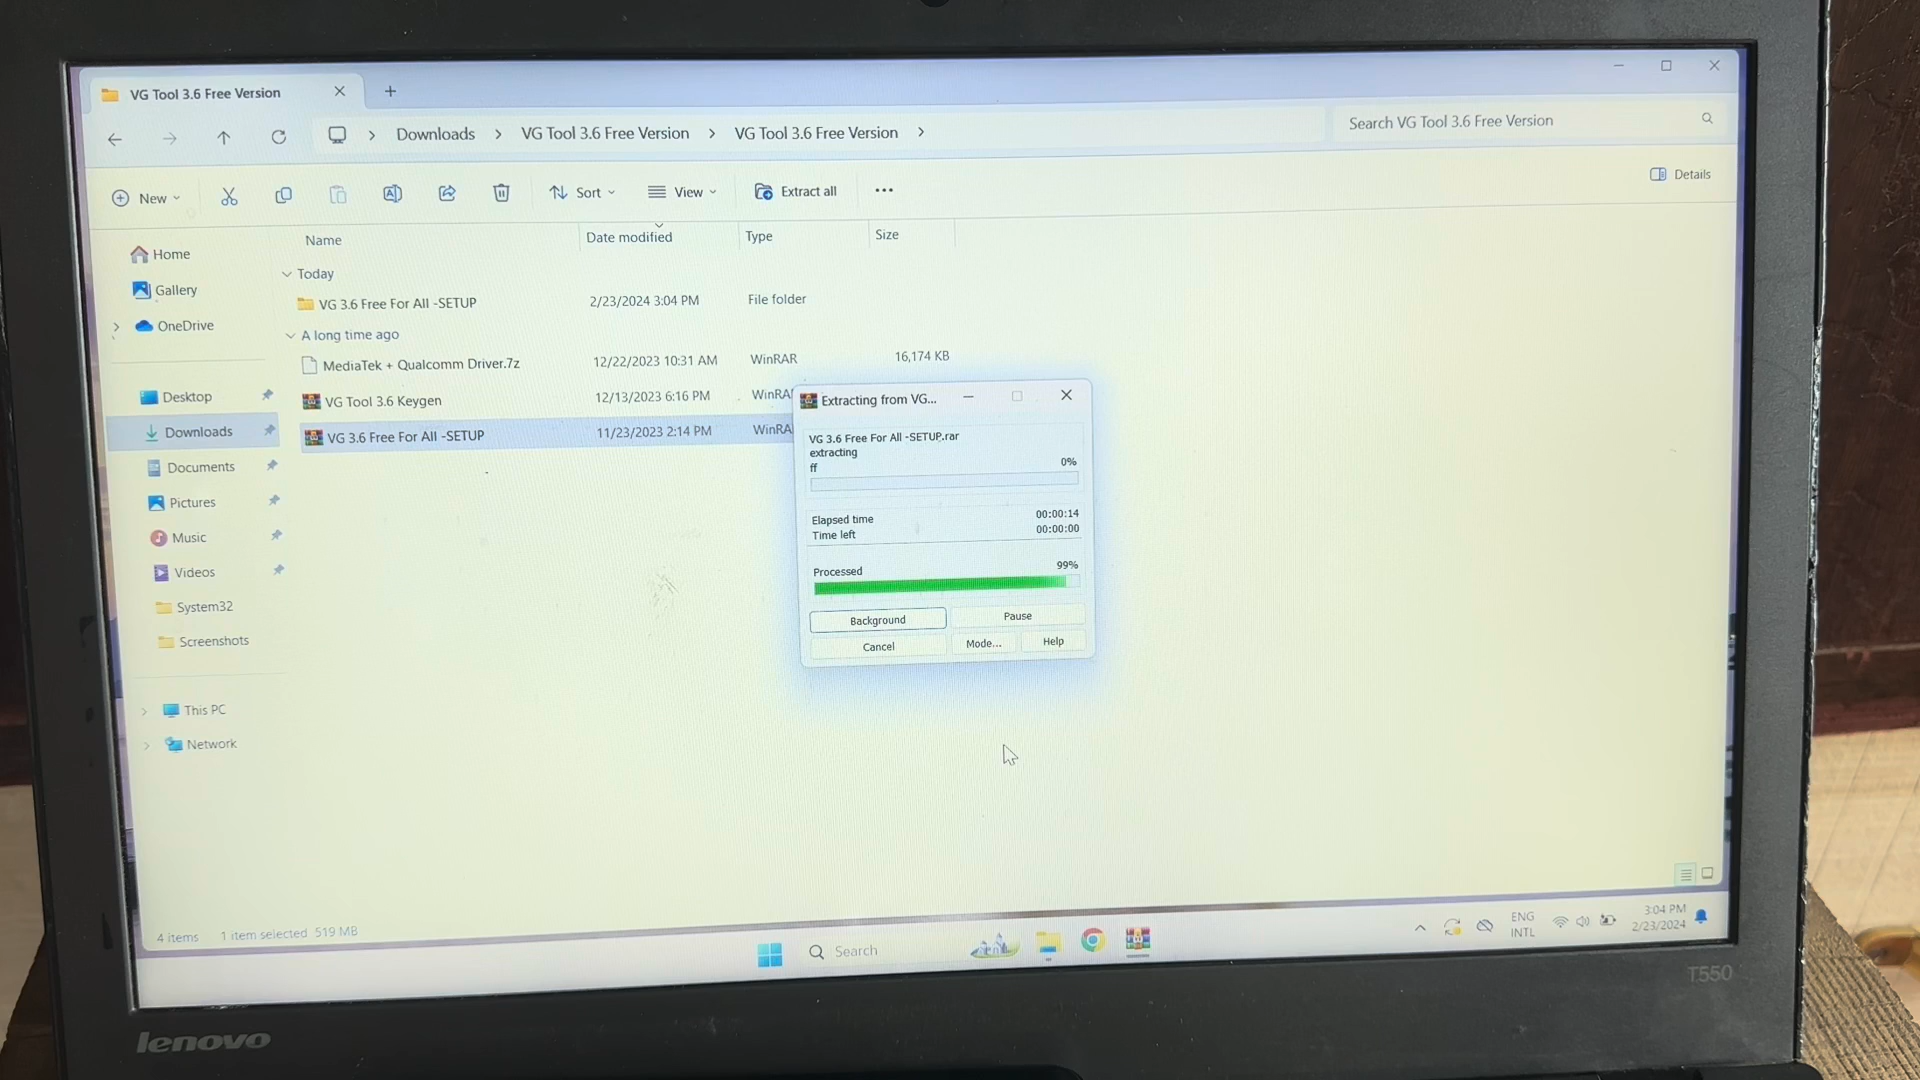 VG Tool 3.6 Free Version
Downloads > VG Tool 3.6 Free Version > VG Tool 3.6 Free Version >
Search VG Tool 3.6 Free Version
New
Sort
View
Extract all
Details
Name
Date modified
Type
Size
Today
VG 3.6 Free For All -SETUP 2/23/2024 3:04 PM File folder
A long time ago
MediaTek + Qualcomm Driver.7z 12/22/2023 10:31 AM WinRAR 16,174 KB
VG Tool 3.6 Keygen 12/13/2023 6:16 PM WinRA
VG 3.6 Free For All -SETUP 11/23/2023 2:14 PM WinRA
Home
Gallery
OneDrive
Desktop
Downloads
Documents
Pictures
Music
Videos
System32
Screenshots
This PC
Network
Extracting from VG...
VG 3.6 Free For All -SETUP.rar
extracting
ff 0%
Elapsed time 00:00:14
Time left 00:00:00
Processed 99%
Background
Pause
Cancel
Mode...
Help
4 items 1 item selected 519 MB
Search
ENG
INTL
3:04 PM
2/23/2024
T550
lenovo